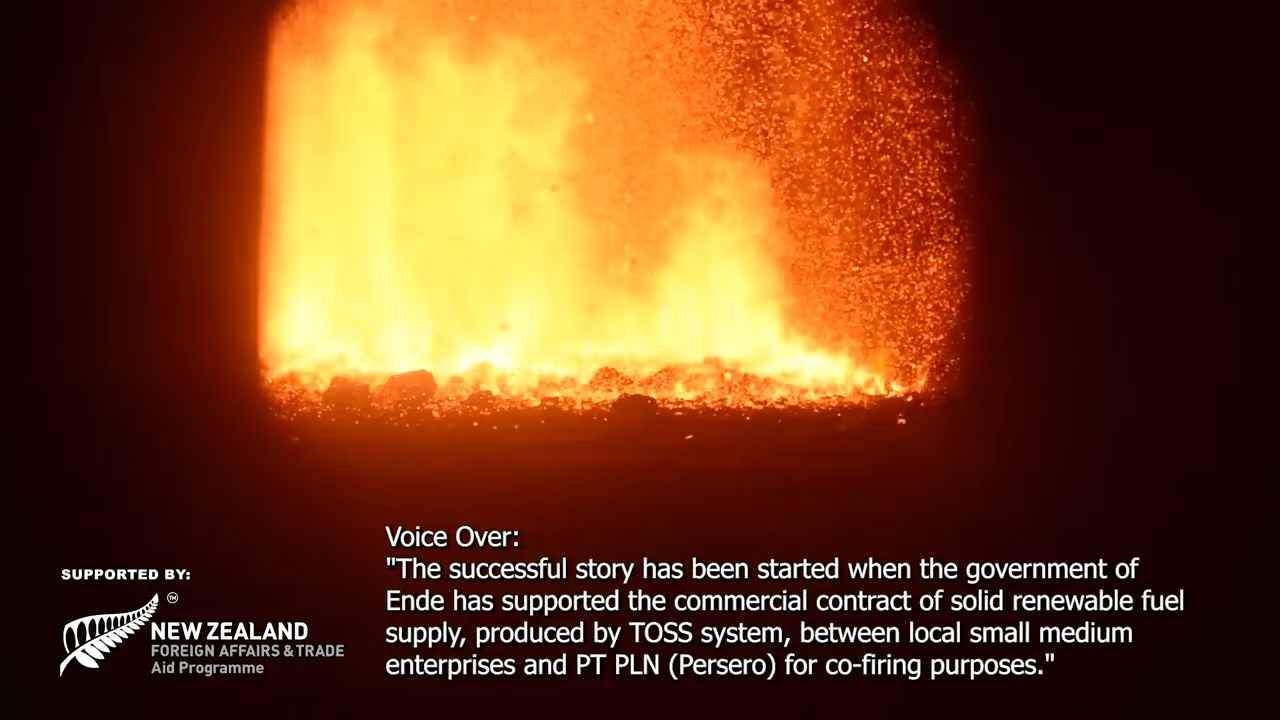 Voice Over:
"The successful story has been started when the government of
Ende has supported the commercial contract of solid renewable fuel
supply, produced by TOSS system, between local small medium
enterprises and PT PLN (Persero) for co-firing purposes."
SUPPORTED BY:
TM
NEW ZEALAND
FOREIGN AFFAIRS & TRADE
Aid Programme